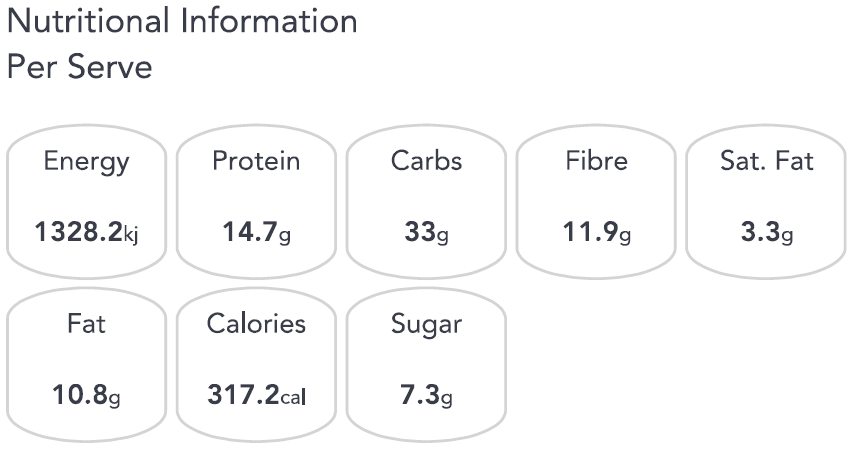 Nutritional Information
Per Serve
Energy Protein Carbs Fibre Sat. Fat
1328.2kj 14.7g 33g 11.9g 3.3g
Fat Calories Sugar
10.8g 317.2cal 7.3g